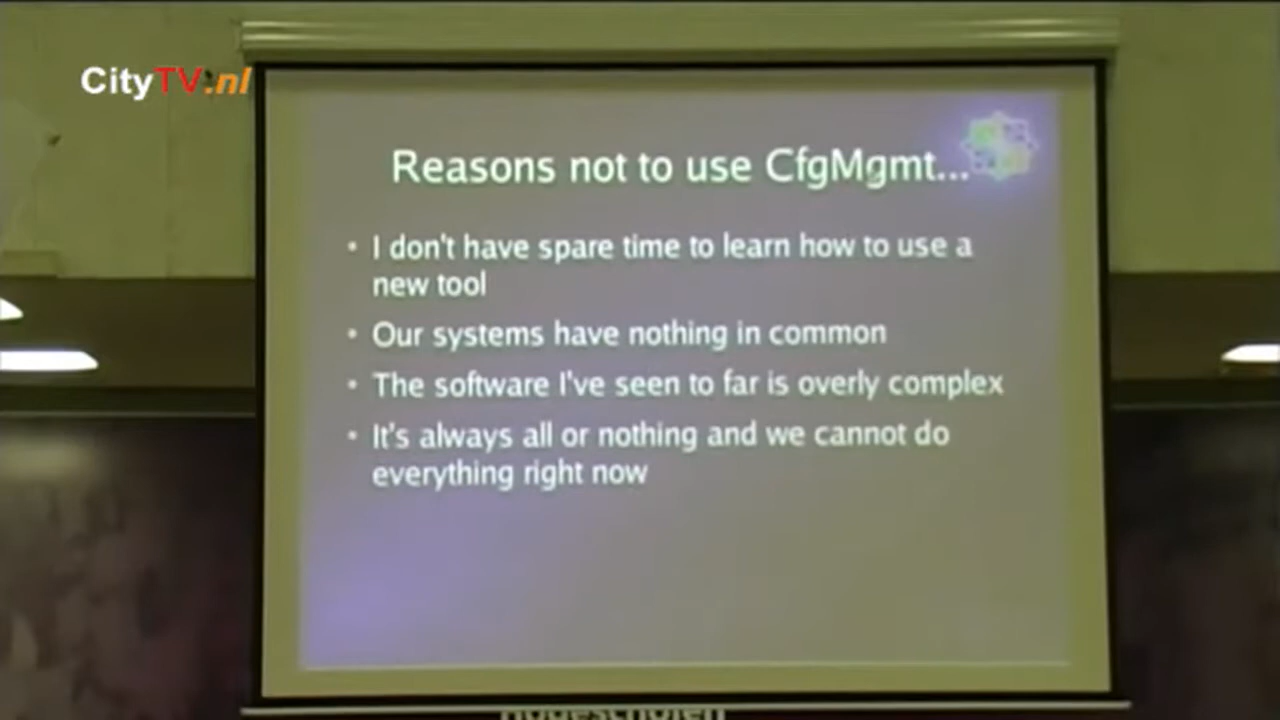 CityTV.nl
Reasons not to use CfgMgmt...
• I don't have spare time to learn how to use a
new tool
• Our systems have nothing in common
• The software I've seen to far is overly complex
• It's always all or nothing and we cannot do
everything right now